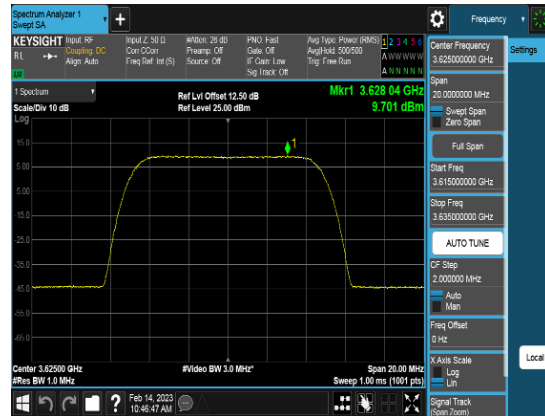 Spectrum Analyzer 1
Swept SA
+
Frequency
KEYSIGHT Input: RF
RL
Coupling: DC
Align: Auto
Input Z: 50 Ω
Corr CCorr
Freq Ref: Int (S)
#Atten: 26 dB
Preamp: Off
Source: Off
PNO: Fast
Gate: Off
IF Gain: Low
Sig Track: Off
Avg Type: Power (RMS)
Avg|Hold: 500/500
Trig: Free Run
1 2 3 4 5 6
A W W W W W
A N N N N N
Settings
1 Spectrum
Scale/Div 10 dB
Log
Ref Lvl Offset 12.50 dB
Ref Level 25.00 dBm
Mkr1 3.628 04 GHz
9.701 dBm
1
15.0
5.00
-5.00
-15.0
-25.0
-35.0
-45.0
-55.0
-65.0
Center 3.62500 GHz
#Res BW 1.0 MHz
#Video BW 3.0 MHz*
Span 20.00 MHz
Sweep 1.00 ms (1001 pts)
Feb 14, 2023
10:46:47 AM
Center Frequency
3.625000000 GHz
Span
20.0000000 MHz
Swept Span
Zero Span
Full Span
Start Freq
3.615000000 GHz
Stop Freq
3.635000000 GHz
AUTO TUNE
CF Step
2.000000 MHz
Auto
Man
Freq Offset
0 Hz
X Axis Scale
Log
Lin
Signal Track
(Span Zoom)
Local